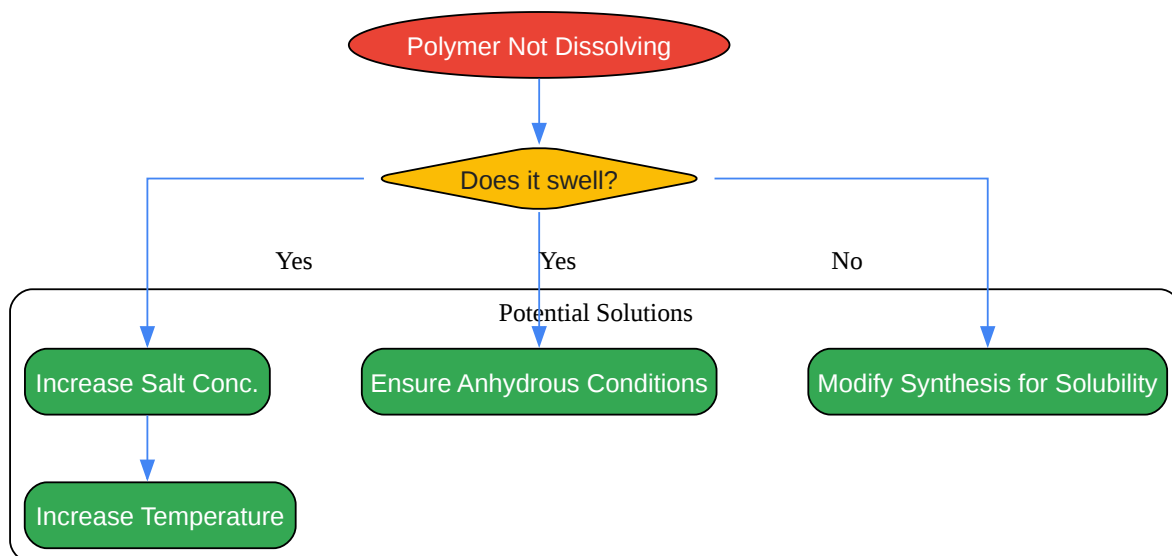 Polymer Not Dissolving
Does it swell?
Yes
Yes
No
Potential Solutions
Increase Salt Conc.
Ensure Anhydrous Conditions
Modify Synthesis for Solubility
Increase Temperature